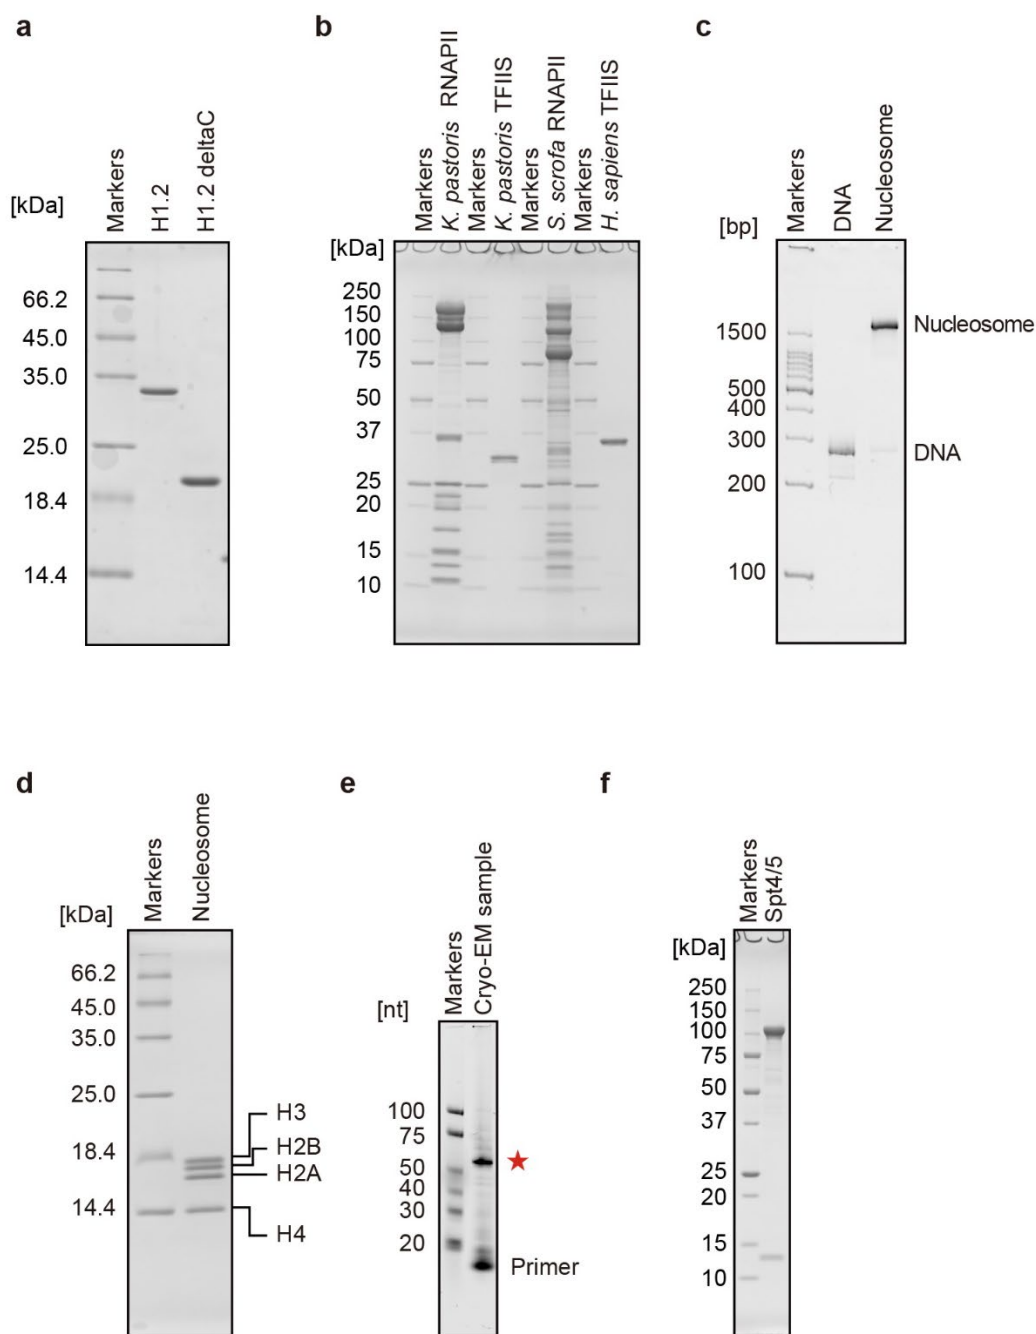 a
[kDa]
Markers
H1.2
H1.2 deltaC
66.2
45.0
35.0
25.0
18.4
14.4
b
[kDa]
Markers
K. pastoris RNAPII
Markers
K. pastoris TFIIS
Markers
S. scrofa RNAPII
Markers
H. sapiens TFIIS
250
150
100
75
50
37
25
20
15
10
c
[bp]
Markers
DNA
Nucleosome
1500
500
400
300
200
100
Nucleosome
DNA
d
[kDa]
Markers
Nucleosome
66.2
45.0
35.0
25.0
18.4
14.4
H3
H2B
H2A
H4
e
[nt]
Markers
Cryo-EM sample
100
75
50
40
30
20
Primer
f
[kDa]
Markers
Spt4/5
250
150
100
75
50
37
25
20
15
10